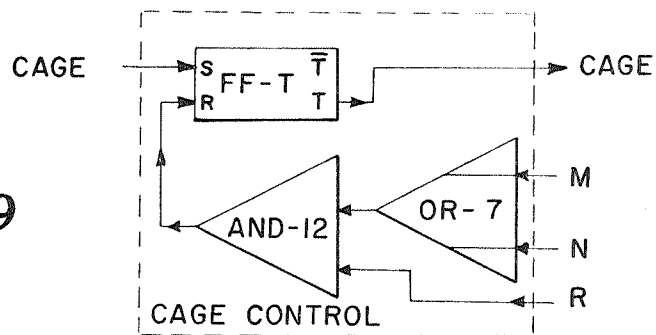 CAGE
S
FF-T
T̅
R
T
CAGE
9
AND-12
OR-7
M
N
R
CAGE CONTROL